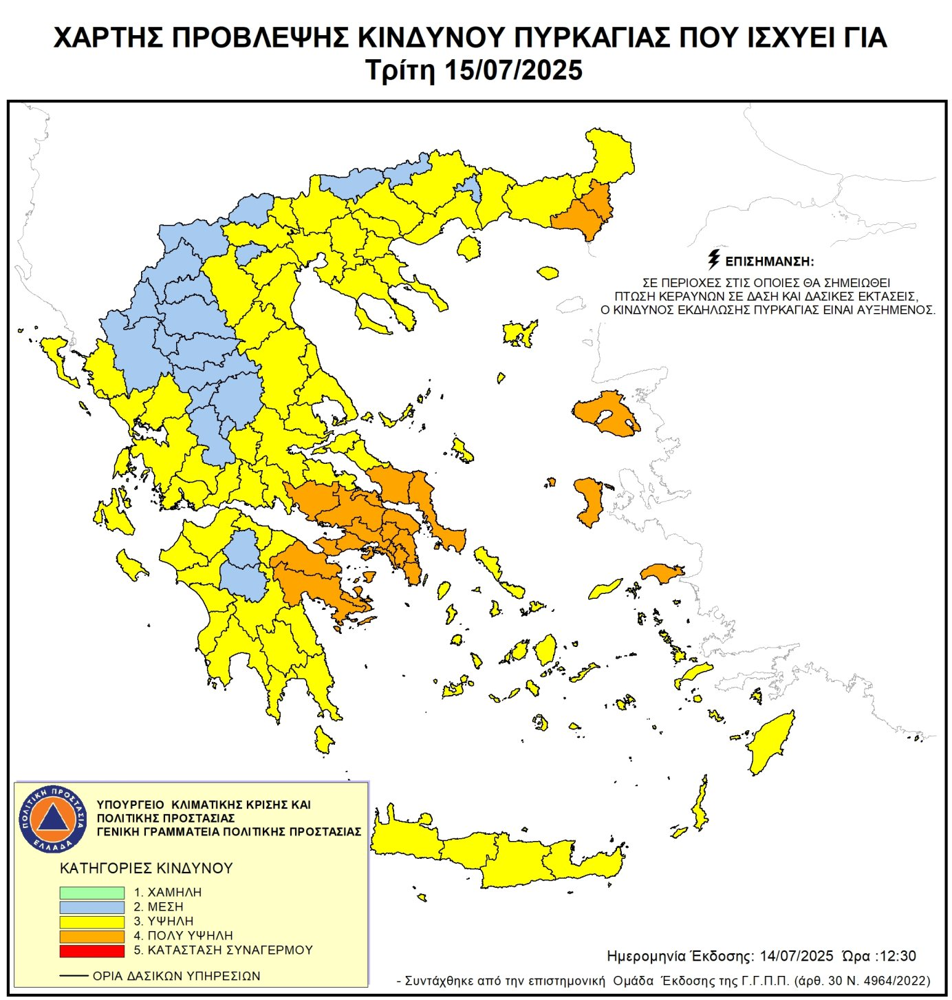 ΧΑΡΤΗΣ ΠΡΟΒΛΕΨΗΣ ΚΙΝΔΥΝΟΥ ΠΥΡΚΑΓΙΑΣ ΠΟΥ ΙΣΧΥΕΙ ΓΙΑ
Τρίτη 15/07/2025
ΕΠΙΣΗΜΑΝΣΗ:
ΣΕ ΠΕΡΙΟΧΕΣ ΣΤΙΣ ΟΠΟΙΕΣ ΘΑ ΣΗΜΕΙΩΘΕΙ
ΠΤΩΣΗ ΚΕΡΑΥΝΩΝ ΣΕ ΔΑΣΗ ΚΑΙ ΔΑΣΙΚΕΣ ΕΚΤΑΣΕΙΣ,
Ο ΚΙΝΔΥΝΟΣ ΕΚΔΗΛΩΣΗΣ ΠΥΡΚΑΓΙΑΣ ΕΙΝΑΙ ΑΥΞΗΜΕΝΟΣ.
ΠΟΛΙΤΙΚΗ ΠΡΟΣΤΑΣΙΑ
ΕΛΛΑΔΑ
ΥΠΟΥΡΓΕΙΟ ΚΛΙΜΑΤΙΚΗΣ ΚΡΙΣΗΣ ΚΑΙ
ΠΟΛΙΤΙΚΗΣ ΠΡΟΣΤΑΣΙΑΣ
ΓΕΝΙΚΗ ΓΡΑΜΜΑΤΕΙΑ ΠΟΛΙΤΙΚΗΣ ΠΡΟΣΤΑΣΙΑΣ
ΚΑΤΗΓΟΡΙΕΣ ΚΙΝΔΥΝΟΥ
1. ΧΑΜΗΛΗ
2. ΜΕΣΗ
3. ΥΨΗΛΗ
4. ΠΟΛΥ ΥΨΗΛΗ
5. ΚΑΤΑΣΤΑΣΗ ΣΥΝΑΓΕΡΜΟΥ
ΟΡΙΑ ΔΑΣΙΚΩΝ ΥΠΗΡΕΣΙΩΝ
Ημερομηνία Έκδοσης: 14/07/2025 Ώρα :12:30
- Συντάχθηκε από την επιστημονική Ομάδα Έκδοσης της Γ.Γ.Π.Π. (άρθ. 30 Ν. 4964/2022)